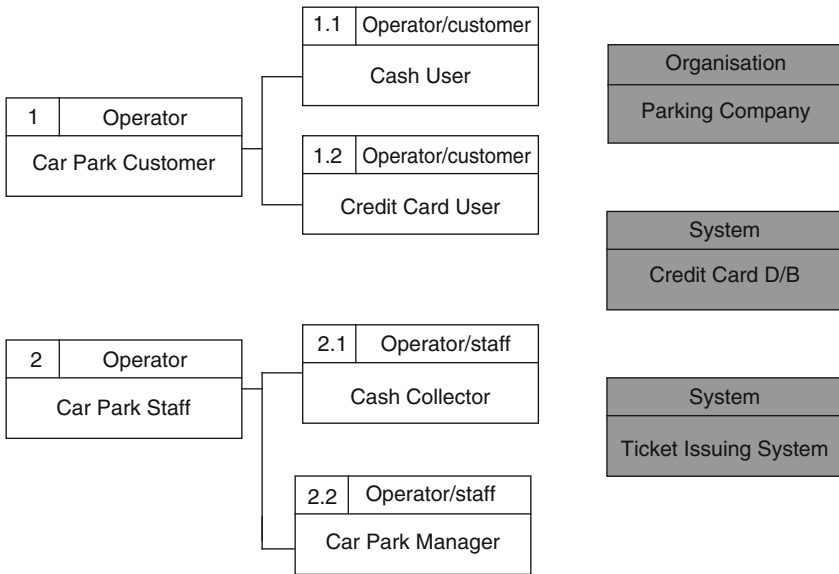 1 Operator
Car Park Customer
1.1 Operator/customer
Cash User
1.2 Operator/customer
Credit Card User
2 Operator
Car Park Staff
2.1 Operator/staff
Cash Collector
2.2 Operator/staff
Car Park Manager
Organisation
Parking Company
System
Credit Card D/B
System
Ticket Issuing System